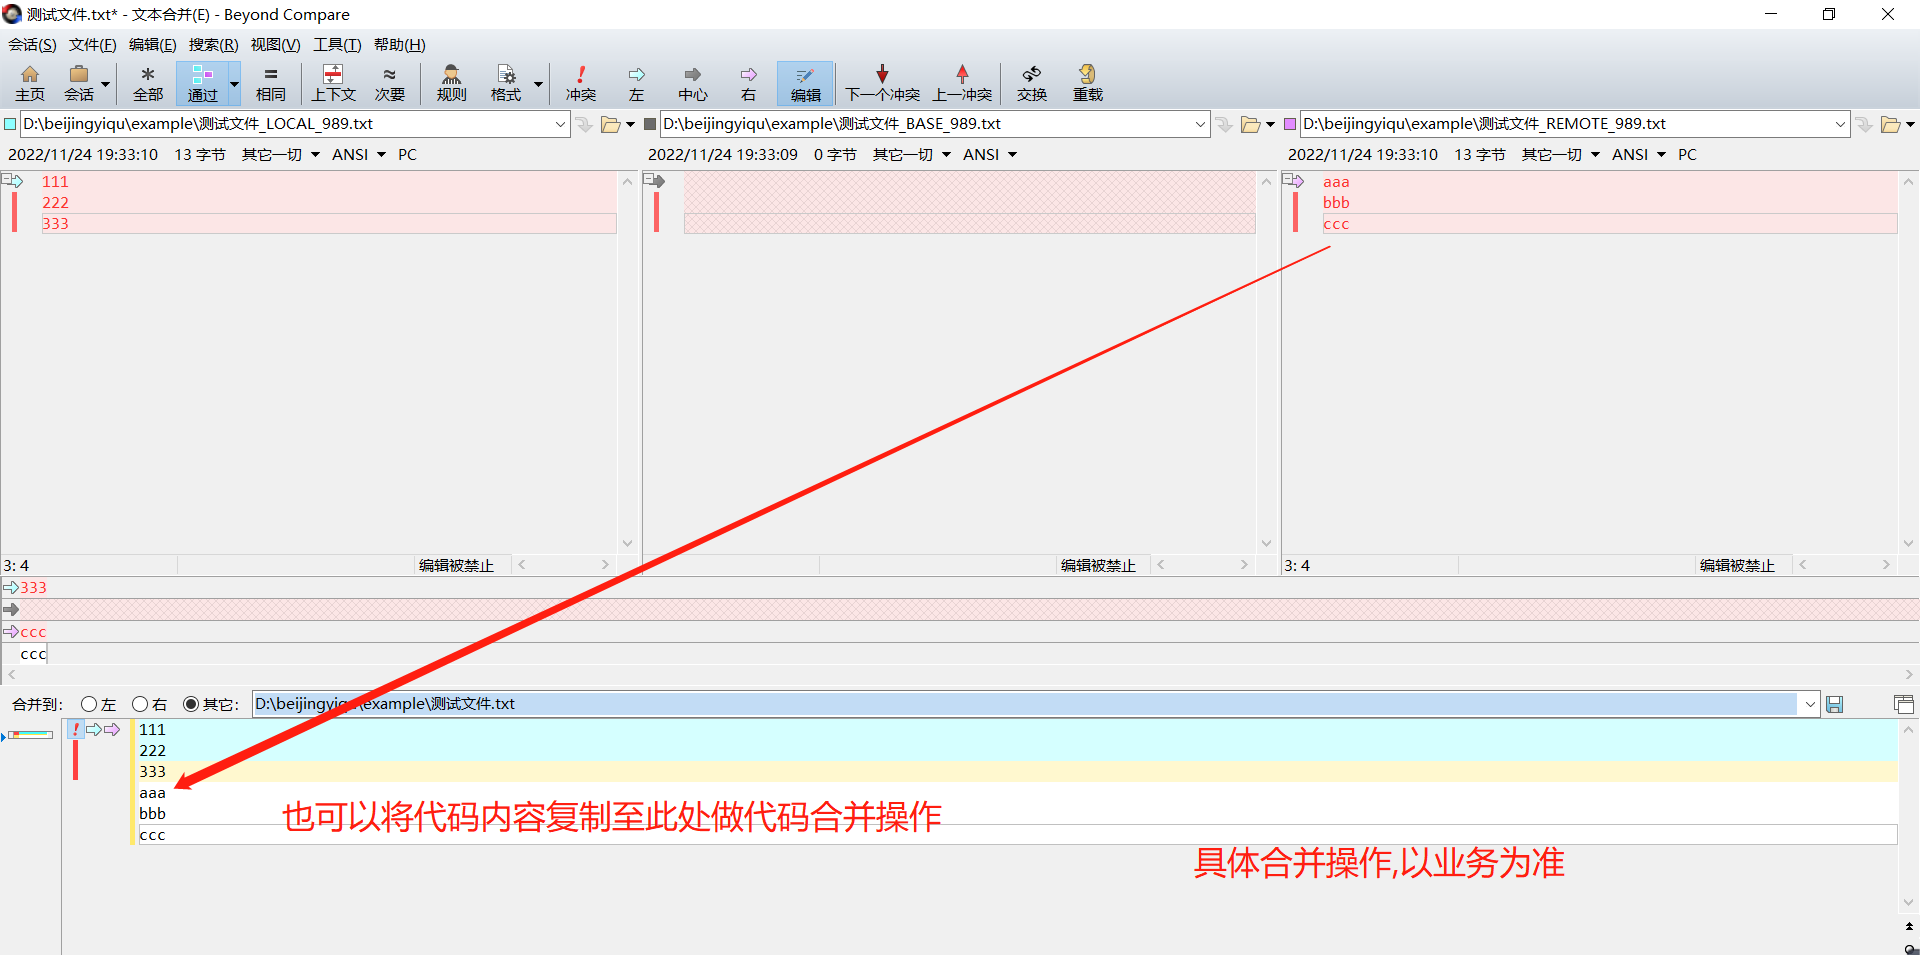 测试文件.txt* - 文本合并(E) - Beyond Compare
会话(S) 文件(F) 编辑(E) 搜索(R) 视图(V) 工具(T) 帮助(H)
主页 会话 全部 通过 相同 上下文 次要 规则 格式 冲突 左 中心 右 编辑 下一个冲突 上一冲突 交换 重载
D:\beijingyiqu\example\测试文件_LOCAL_989.txt D:\beijingyiqu\example\测试文件_BASE_989.txt D:\beijingyiqu\example\测试文件_REMOTE_989.txt
2022/11/24 19:33:10 13 字节 其它一切 ANSI PC 2022/11/24 19:33:09 0 字节 其它一切 ANSI 2022/11/24 19:33:10 13 字节 其它一切 ANSI PC
111 aaa
222 bbb
333 ccc
3: 4 编辑被禁止 编辑被禁止 3: 4 编辑被禁止
333
ccc
ccc
合并到: 左 右 其它: D:\beijingyiqu\example\测试文件.txt
111
222
333
aaa
bbb
也可以将代码内容复制至此处做代码合并操作
ccc
具体合并操作,以业务为准